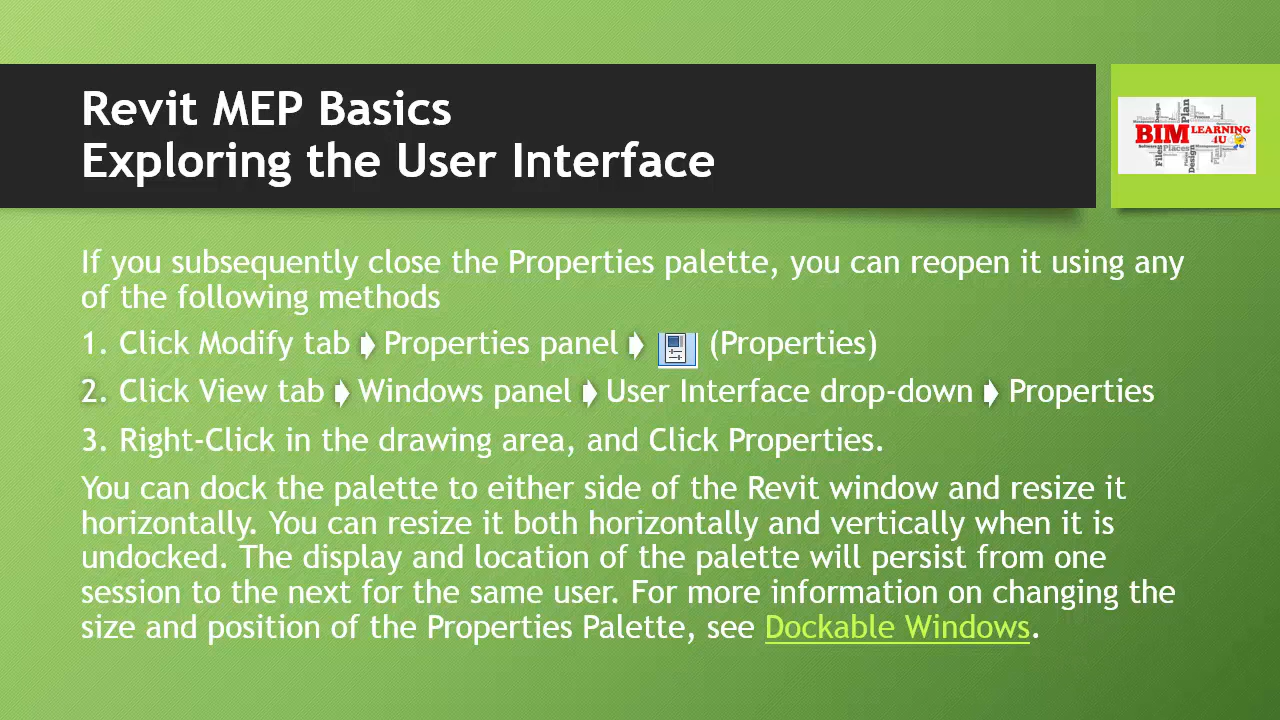 Revit MEP Basics
Exploring the User Interface
BIM LEARNING
4U
Plan
Design
Files
Places
Design
If you subsequently close the Properties palette, you can reopen it using any
of the following methods
1. Click Modify tab ➧ Properties panel ➧ (Properties)
2. Click View tab ➧ Windows panel ➧ User Interface drop-down ➧ Properties
3. Right-Click in the drawing area, and Click Properties.
You can dock the palette to either side of the Revit window and resize it
horizontally. You can resize it both horizontally and vertically when it is
undocked. The display and location of the palette will persist from one
session to the next for the same user. For more information on changing the
size and position of the Properties Palette, see Dockable Windows.